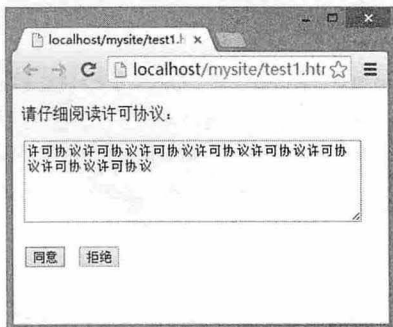 localhost/mysite/test1.h
localhost/mysite/test1.htr
请仔细阅读许可协议：
许可协议许可协议许可协议许可协议许可协议许可协
议许可协议许可协议
同意 拒绝